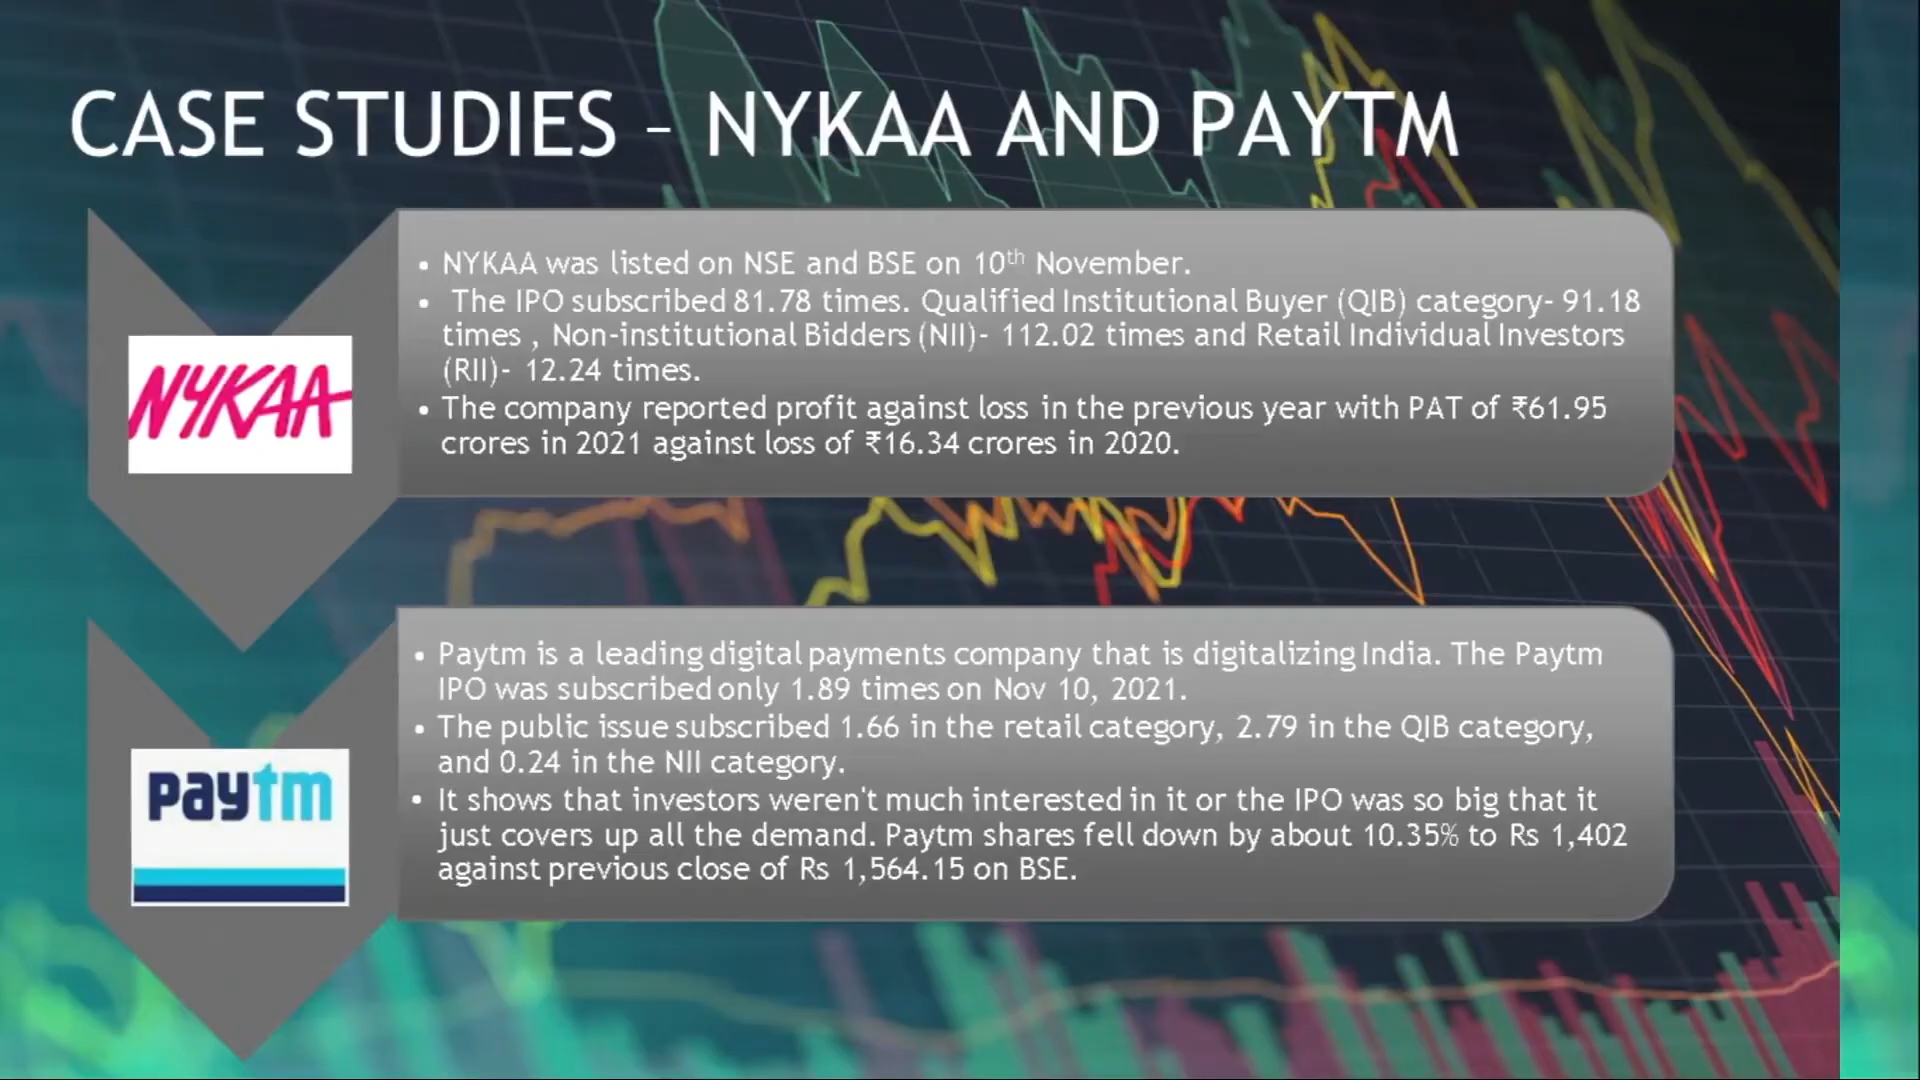 CASE STUDIES – NYKAA AND PAYTM
NYKAA
• NYKAA was listed on NSE and BSE on 10th November.
• The IPO subscribed 81.78 times. Qualified Institutional Buyer (QIB) category- 91.18
times , Non-institutional Bidders (NII)- 112.02 times and Retail Individual Investors
(RII)- 12.24 times.
• The company reported profit against loss in the previous year with PAT of ₹61.95
crores in 2021 against loss of ₹16.34 crores in 2020.
paytm
• Paytm is a leading digital payments company that is digitalizing India. The Paytm
IPO was subscribed only 1.89 times on Nov 10, 2021.
• The public issue subscribed 1.66 in the retail category, 2.79 in the QIB category,
and 0.24 in the NII category.
• It shows that investors weren't much interested in it or the IPO was so big that it
just covers up all the demand. Paytm shares fell down by about 10.35% to Rs 1,402
against previous close of Rs 1,564.15 on BSE.